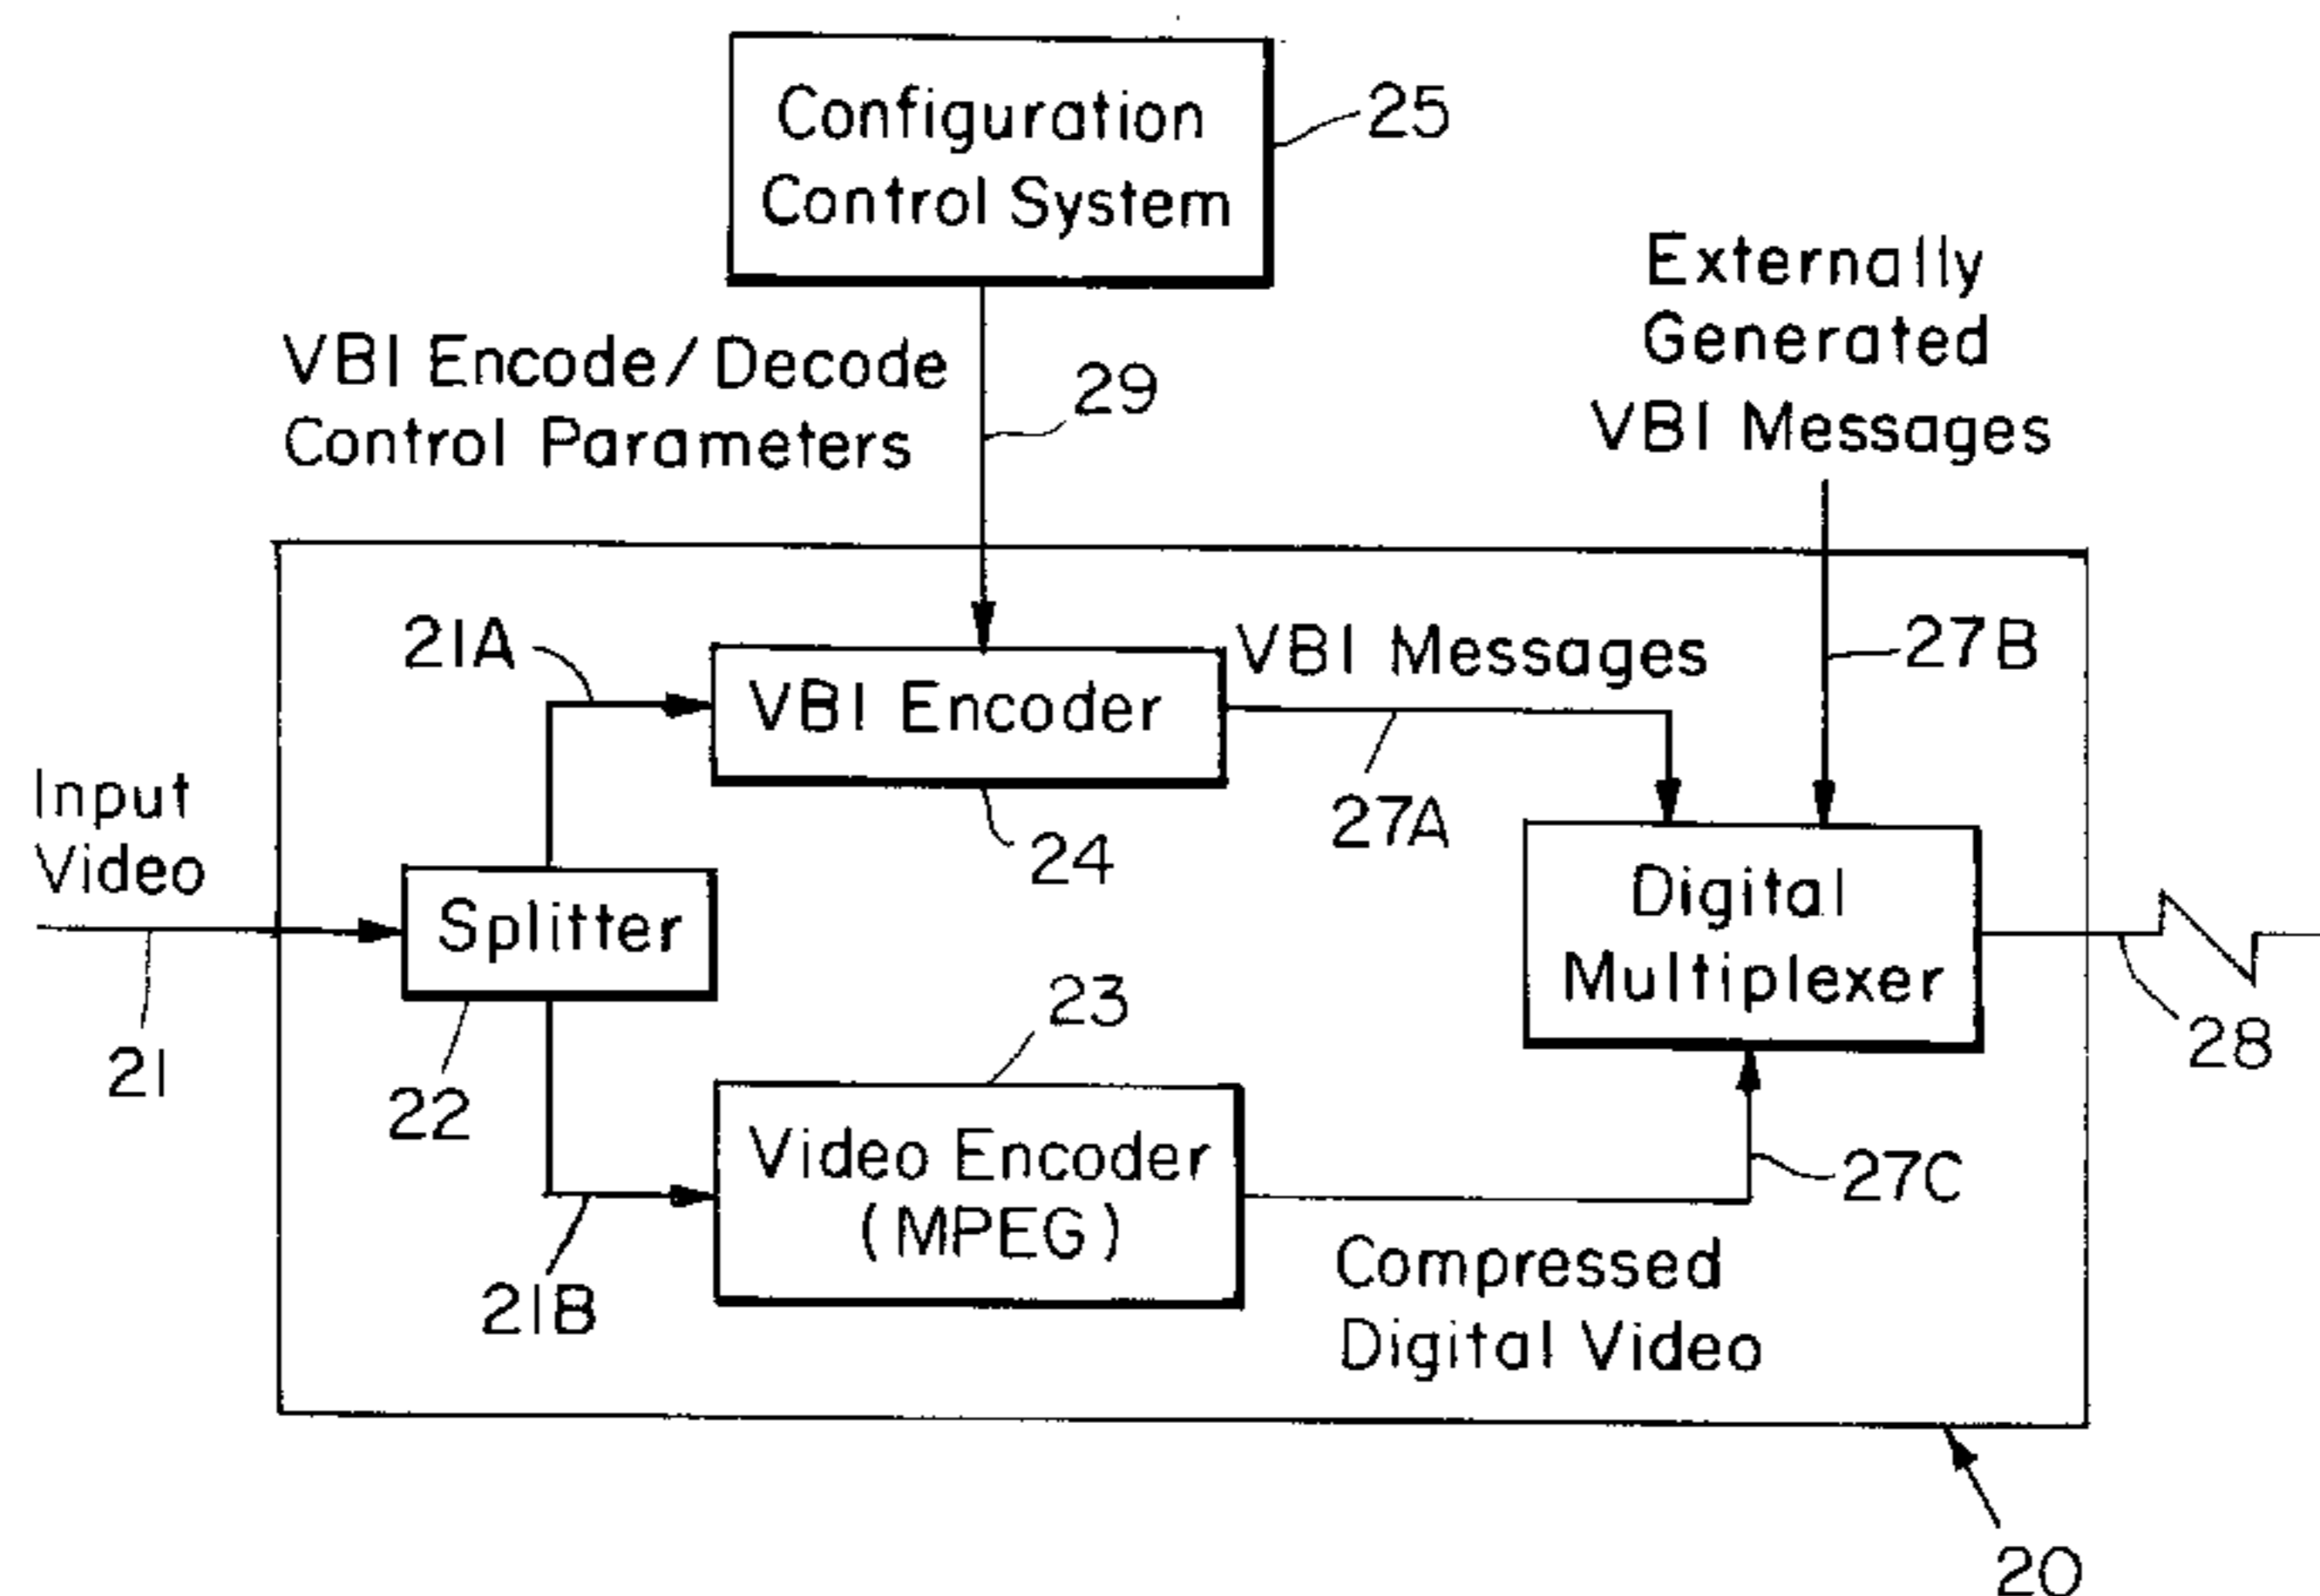 Configuration
Control System
25
Externally
Generated
VBI Messages
VBI Encode/Decode
Control Parameters
29
21A
VBI Encoder
VBI Messages
27B
Input
Video
24
27A
Splitter
Digital
Multiplexer
21
22
23
28
Video Encoder
(MPEG)
27C
21B
Compressed
Digital Video
20